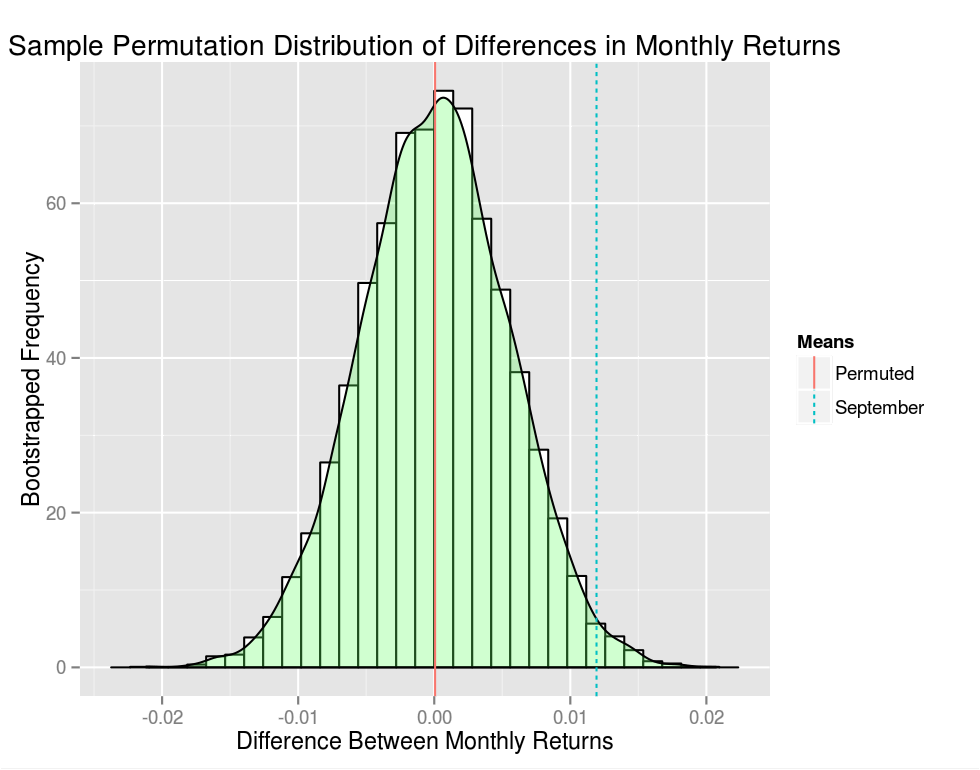 Sample Permutation Distribution of Differences in Monthly Returns
Bootstrapped Frequency
60
40
20
0
-0.02
-0.01
0.00
0.01
0.02
Difference Between Monthly Returns
Means
Permuted
September